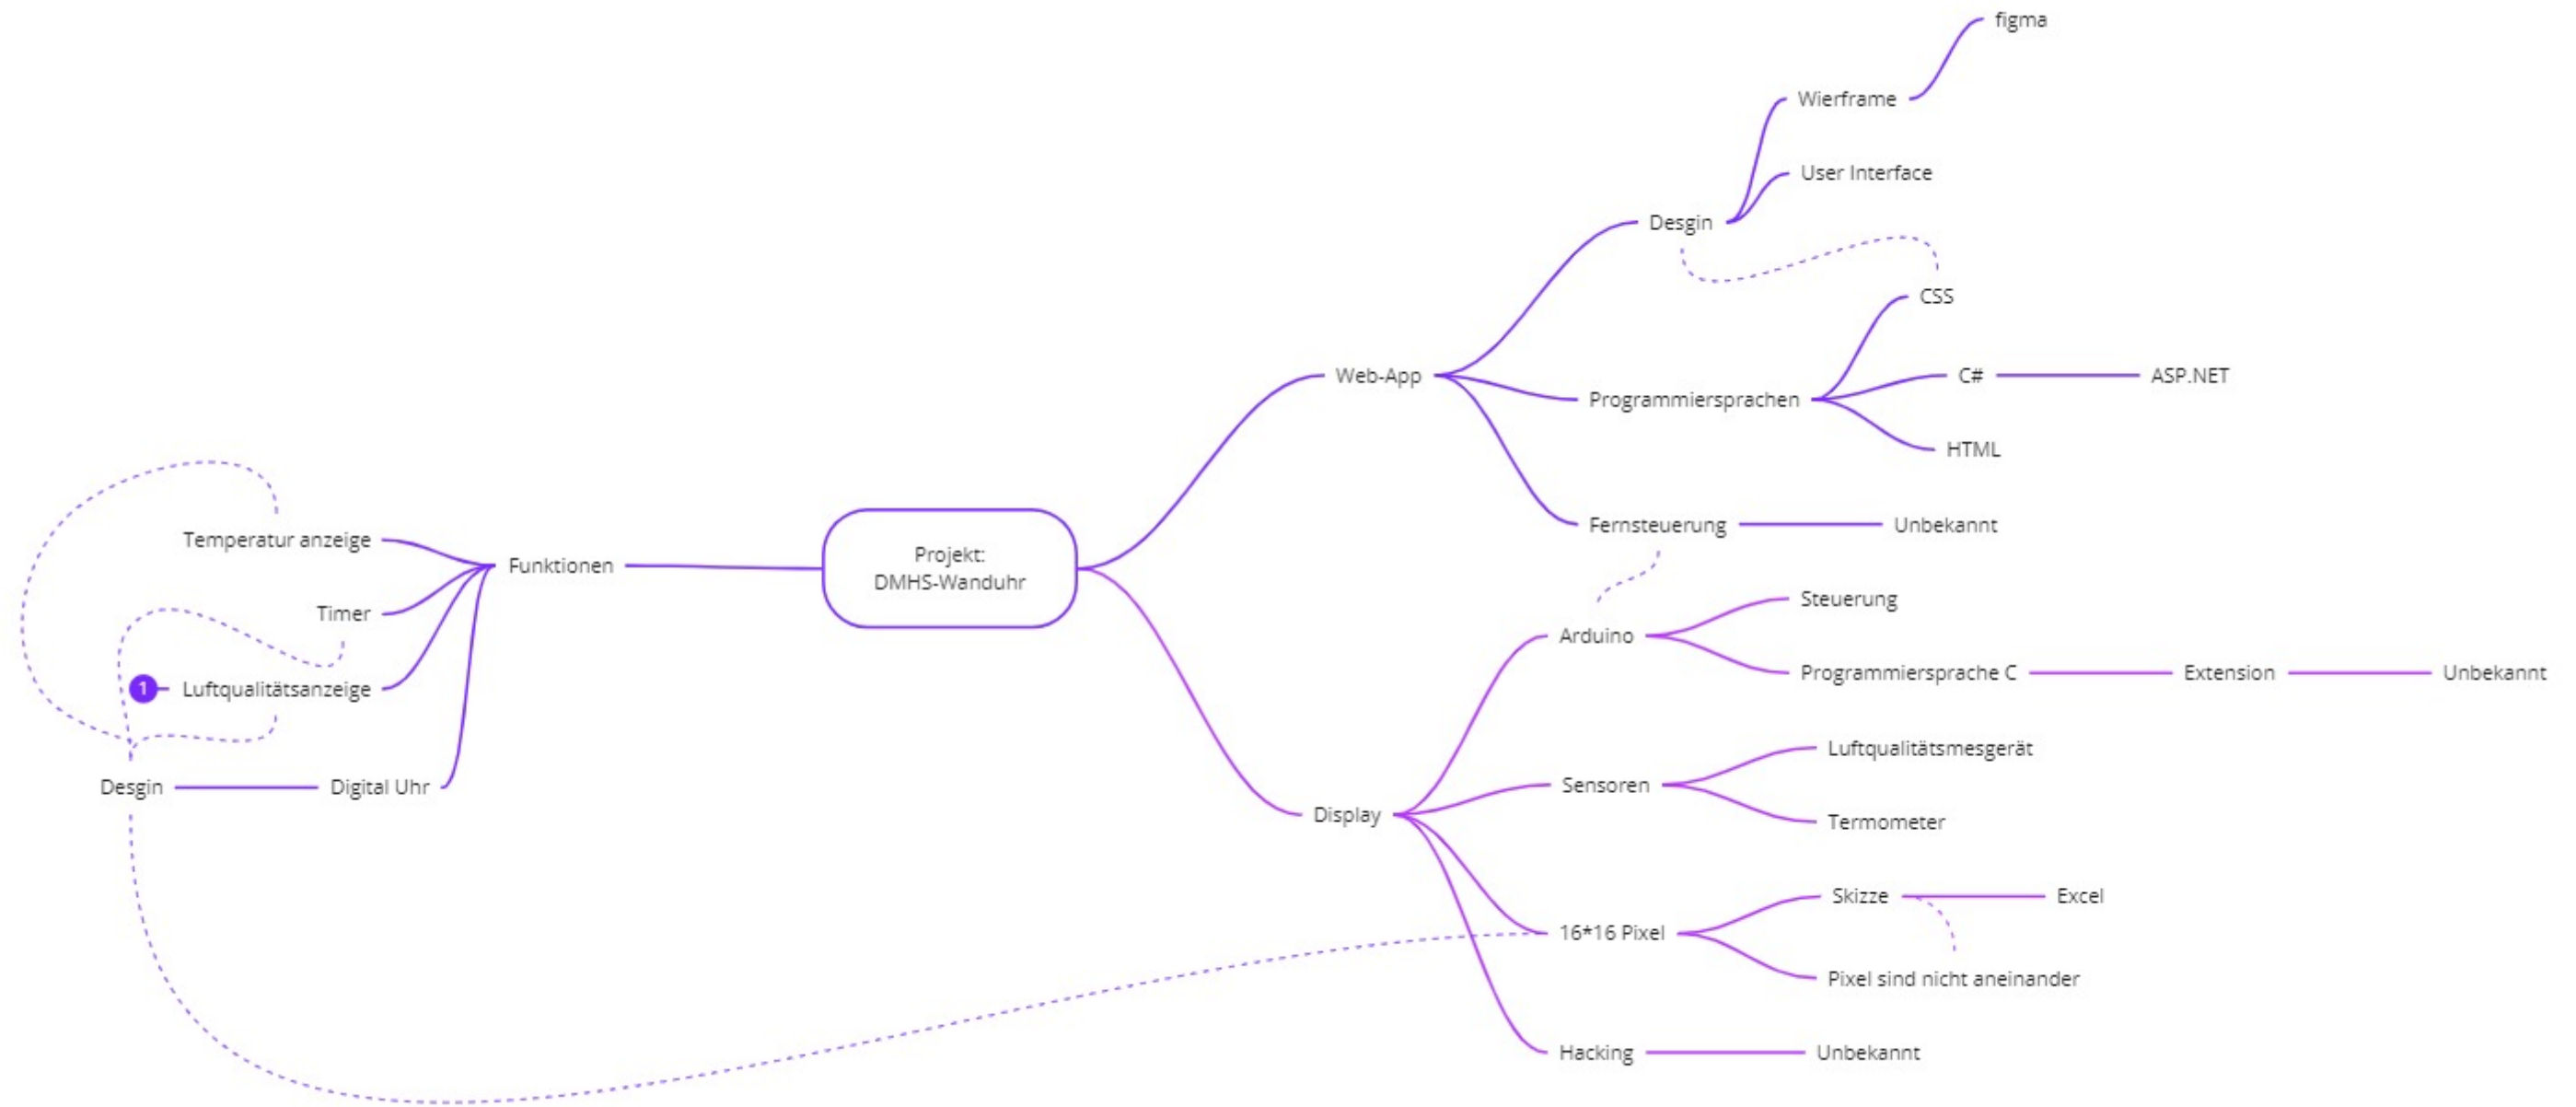 figma
Wierframe
User Interface
Desgin
CSS
Web-App
C#
ASP.NET
Programmiersprachen
HTML
Fernsteuerung
Unbekannt
Temperatur anzeige
Funktionen
Projekt:
DMHS-Wanduhr
Timer
1
Luftqualitätsanzeige
Desgin
Digital Uhr
Steuerung
Arduino
Programmiersprache C
Extension
Unbekannt
Luftqualitätsmesgerät
Sensoren
Termometer
Display
Skizze
Excel
16*16 Pixel
Pixel sind nicht aneinander
Hacking
Unbekannt